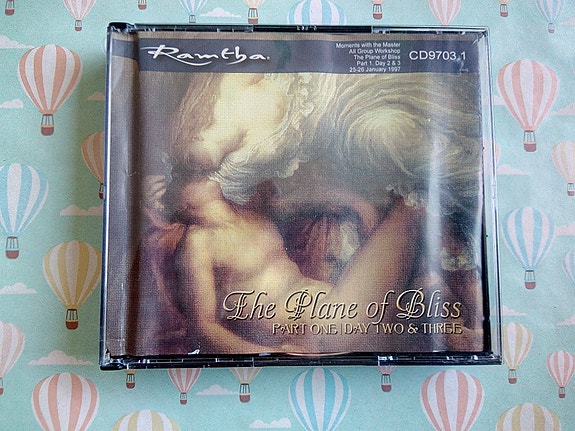 Ramtha®
Moments with the Master
All Group Workshop
The Plane of Bliss
Part 1, Day 2 & 3
25-26 January 1997
CD9703.1
The Plane of Bliss
PART ONE, DAY TWO & THREE